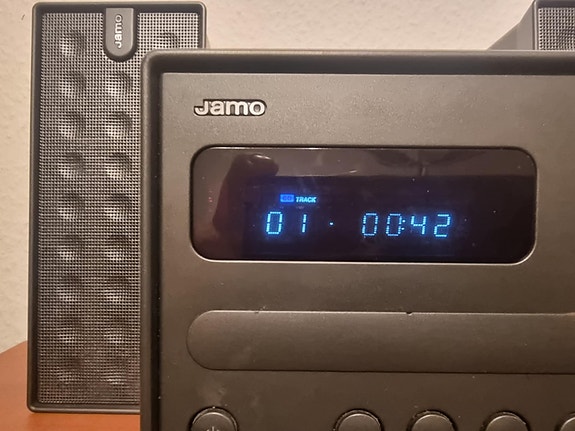 Jamo
Jamo
TRACK
01 · 00:42